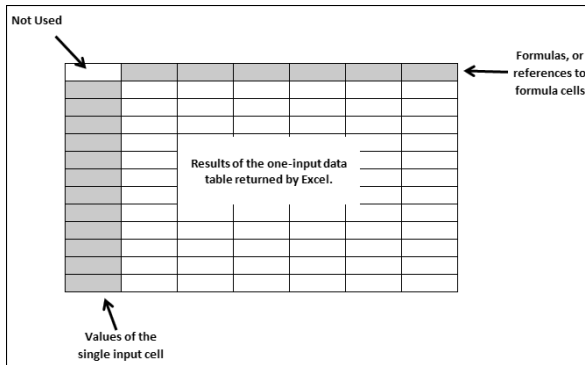 Not Used
Formulas, or
references to
formula cells
Results of the one-input data
table returned by Excel.
Values of the
single input cell